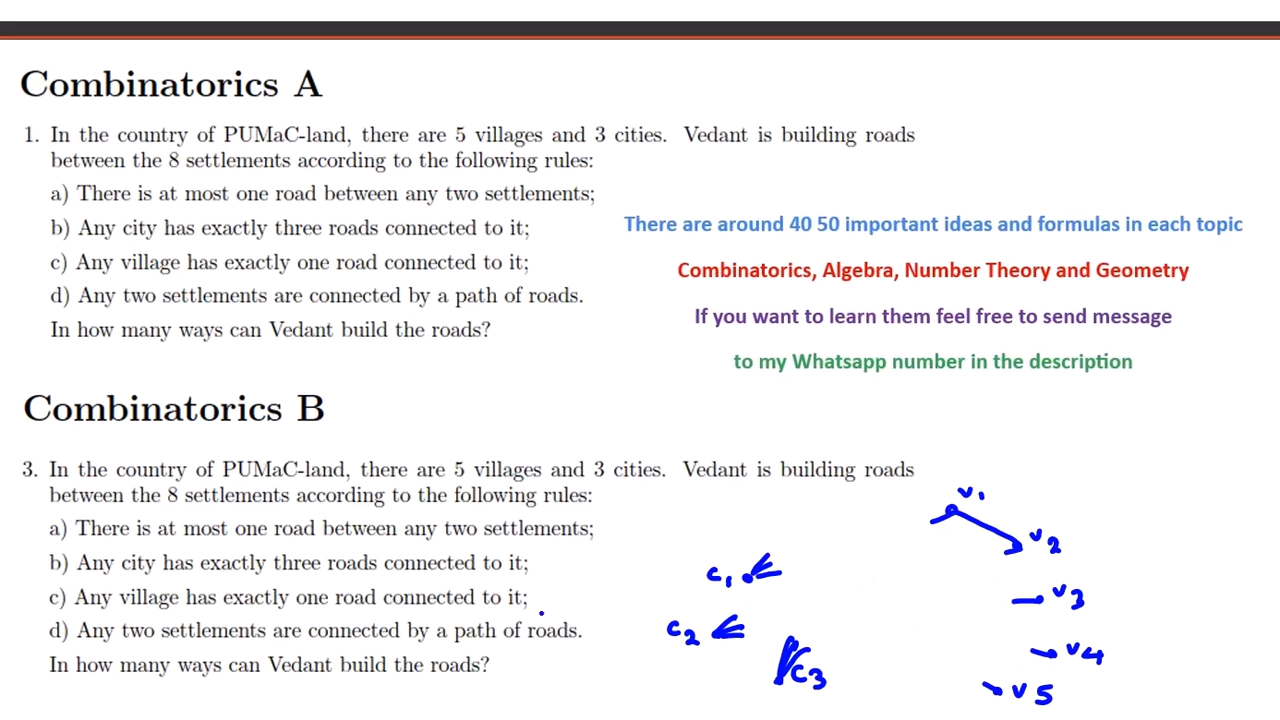 Combinatorics A
1. In the country of PUMaC-land, there are 5 villages and 3 cities. Vedant is building roads
between the 8 settlements according to the following rules:
a) There is at most one road between any two settlements;
b) Any city has exactly three roads connected to it;
c) Any village has exactly one road connected to it;
d) Any two settlements are connected by a path of roads.
In how many ways can Vedant build the roads?
There are around 40 50 important ideas and formulas in each topic
Combinatorics, Algebra, Number Theory and Geometry
If you want to learn them feel free to send message
to my Whatsapp number in the description
Combinatorics B
3. In the country of PUMaC-land, there are 5 villages and 3 cities. Vedant is building roads
between the 8 settlements according to the following rules:
a) There is at most one road between any two settlements;
b) Any city has exactly three roads connected to it;
c) Any village has exactly one road connected to it;
d) Any two settlements are connected by a path of roads.
In how many ways can Vedant build the roads?
v1
v2
c1
v3
c2
v4
c3
v5